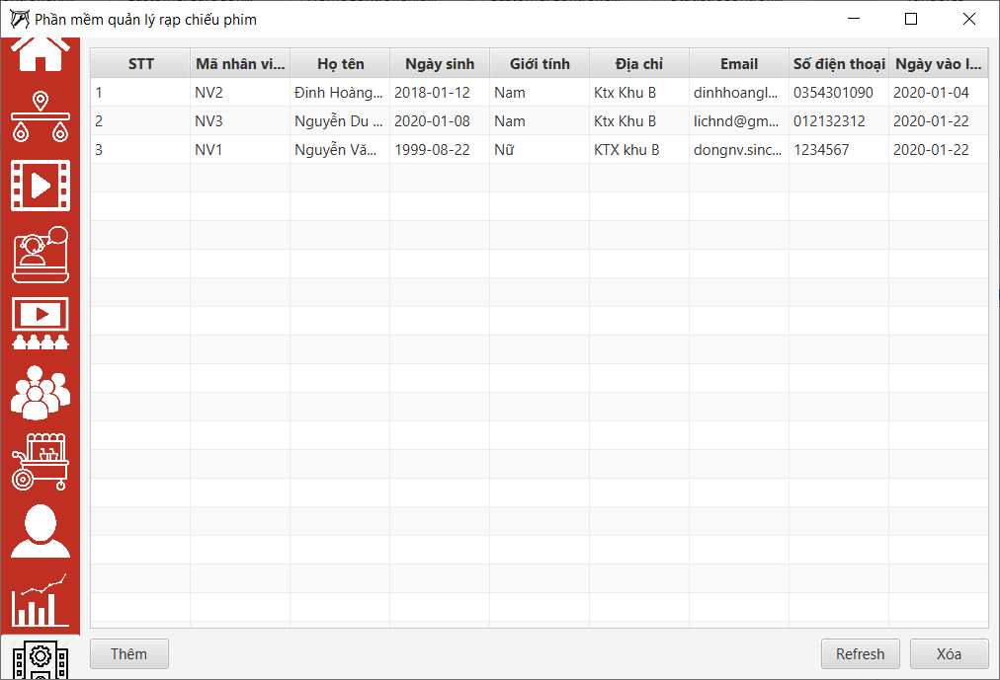 Phần mềm quản lý rạp chiếu phim
STT Mã nhân vi... Họ tên Ngày sinh Giới tính Địa chỉ Email Số điện thoại Ngày vào l...
1 NV2 Đinh Hoàng... 2018-01-12 Nam Ktx Khu B dinhhoangl... 0354301090 2020-01-04
2 NV3 Nguyễn Du ... 2020-01-08 Nam Ktx Khu B lichnd@gm... 012132312 2020-01-22
3 NV1 Nguyễn Vă... 1999-08-22 Nữ KTX khu B dongnv.sinc... 1234567 2020-01-22
Thêm Refresh Xóa